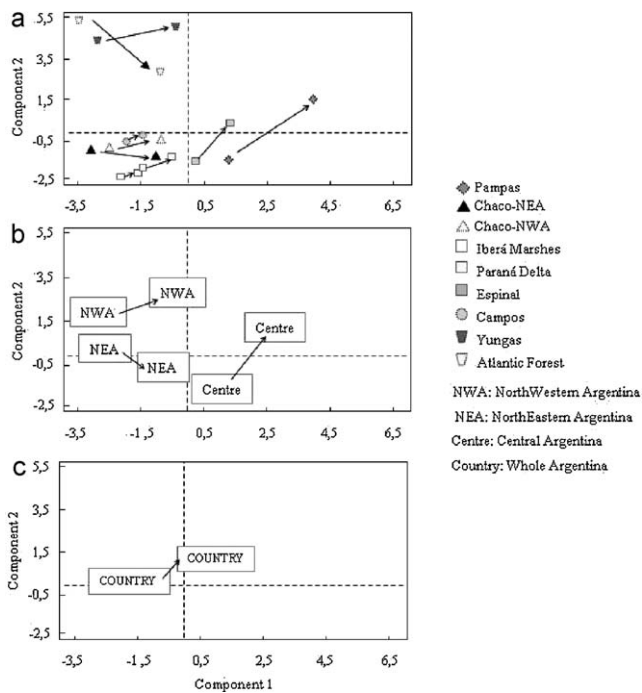 a
5,5
3,5
1,5
-0,5
-2,5
Component 2
-3,5 -1,5 0,5 2,5 4,5 6,5
b
5,5
3,5
1,5
-0,5
-2,5
Component 2
NWA
NWA
NEA
NEA
Centre
Centre
-3,5 -1,5 0,5 2,5 4,5 6,5
c
5,5
3,5
1,5
-0,5
-2,5
Component 2
COUNTRY
COUNTRY
-3,5 -1,5 0,5 2,5 4,5 6,5
Component 1
Pampas
Chaco-NEA
Chaco-NWA
Iberá Marshes
Paraná Delta
Espinal
Campos
Yungas
Atlantic Forest
NWA: NorthWestern Argentina
NEA: NorthEastern Argentina
Centre: Central Argentina
Country: Whole Argentina